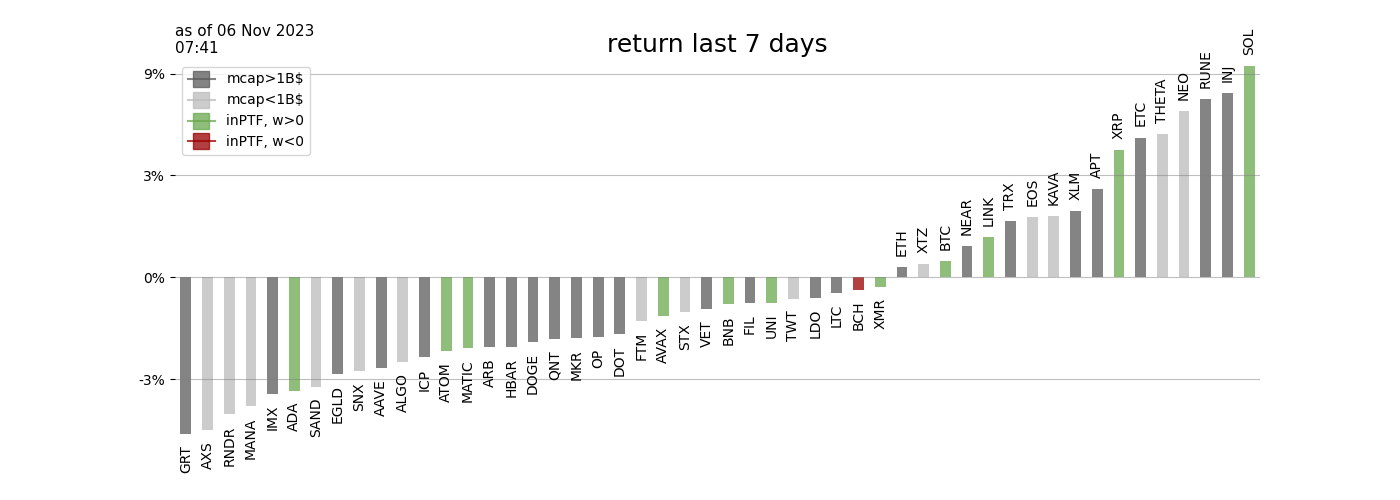 as of 06 Nov 2023
07:41
return last 7 days
mcap>1B$
mcap<1B$
inPTF, w>0
inPTF, w<0
9%
3%
0%
-3%
GRT
AXS
RNDR
MANA
IMX
ADA
SAND
EGLD
SNX
AAVE
ALGO
ICP
ATOM
MATIC
ARB
HBAR
DOGE
QNT
MKR
OP
DOT
FTM
AVAX
STX
VET
BNB
FIL
UNI
TWT
LDO
LTC
BCH
XMR
ETH
XTZ
BTC
NEAR
LINK
TRX
EOS
KAVA
XLM
APT
XRP
ETC
THETA
NEO
RUNE
INJ
SOL